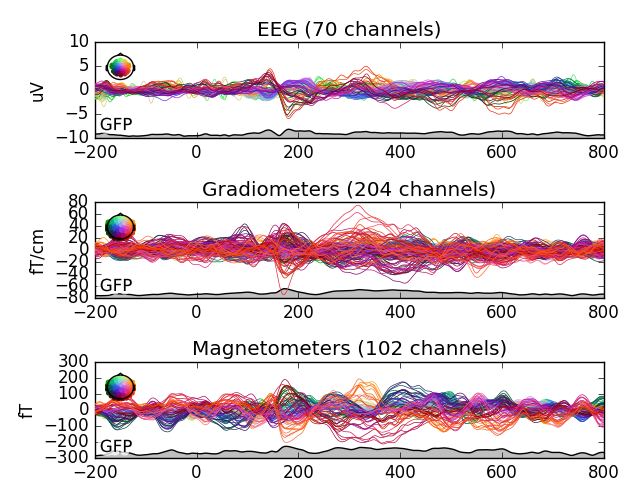 EEG (70 channels)
10
5
0
−5
−10
uV
GFP
−200 0 200 400 600 800
Gradiometers (204 channels)
80
60
40
20
0
−20
−40
−60
−80
fT/cm
GFP
−200 0 200 400 600 800
Magnetometers (102 channels)
300
200
100
0
−100
−200
−300
fT
GFP
−200 0 200 400 600 800